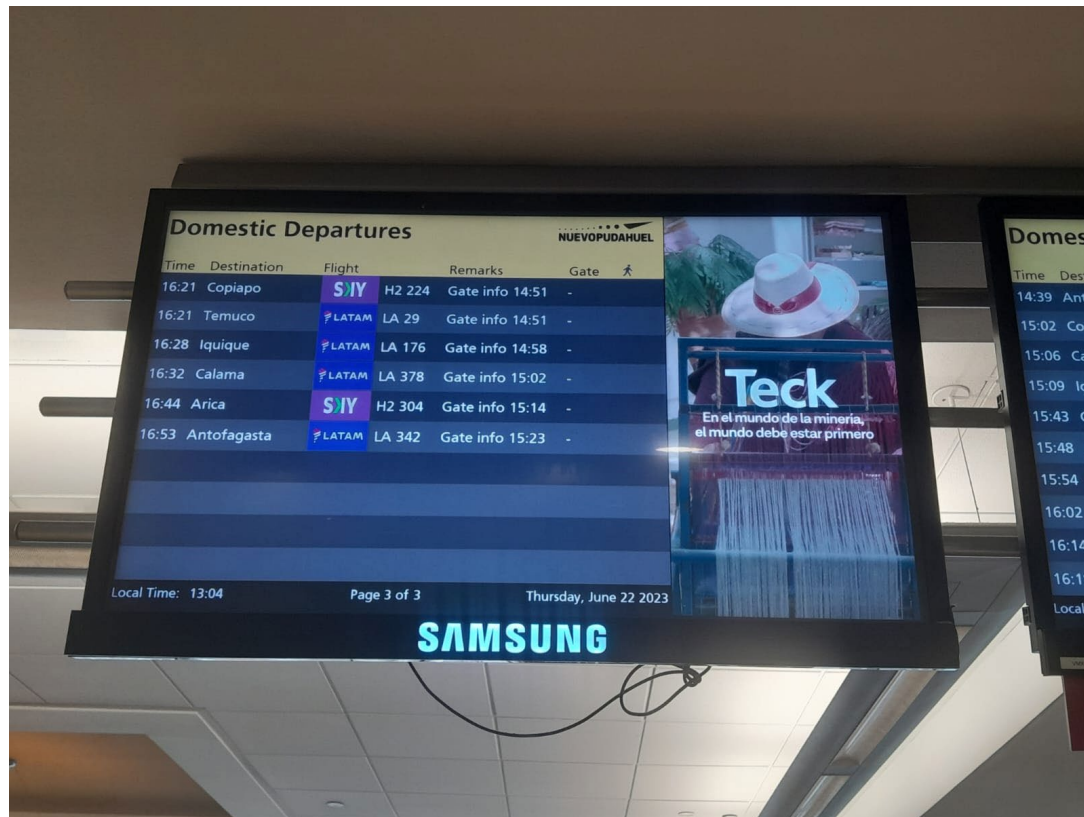 Domestic Departures
NUEVOPUDAHUEL
Time Destination Flight Remarks Gate
16:21 Copiapo SKY H2 224 Gate info 14:51 -
16:21 Temuco LATAM LA 29 Gate info 14:51 -
16:28 Iquique LATAM LA 176 Gate info 14:58 -
16:32 Calama LATAM LA 378 Gate info 15:02 -
16:44 Arica SKY H2 304 Gate info 15:14 -
16:53 Antofagasta LATAM LA 342 Gate info 15:23 -
Local Time: 13:04 Page 3 of 3 Thursday, June 22 2023
Teck
En el mundo de la minería,
el mundo debe estar primero
SAMSUNG
Time
14:39
15:02
15:06
15:09
15:43
15:48
15:54
16:02
Local